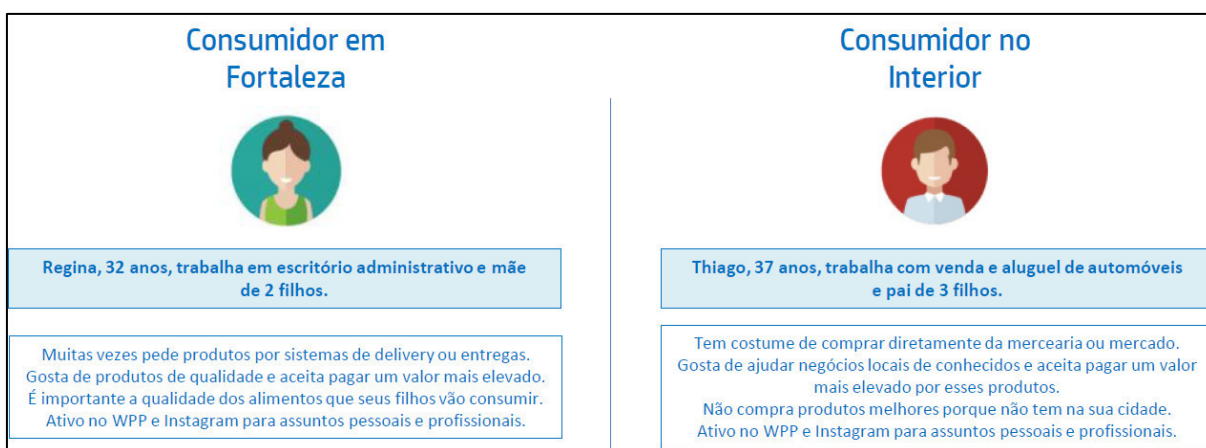 Consumidor em
Fortaleza
Regina, 32 anos, trabalha em escritório administrativo e mãe
de 2 filhos.
Muitas vezes pede produtos por sistemas de delivery ou entregas.
Gosta de produtos de qualidade e aceita pagar um valor mais elevado.
É importante a qualidade dos alimentos que seus filhos vão consumir.
Ativo no WPP e Instagram para assuntos pessoais e profissionais.
Consumidor no
Interior
Thiago, 37 anos, trabalha com venda e aluguel de automóveis
e pai de 3 filhos.
Tem costume de comprar diretamente da mercearia ou mercado.
Gosta de ajudar negócios locais de conhecidos e aceita pagar um valor
mais elevado por esses produtos.
Não compra produtos melhores porque não tem na sua cidade.
Ativo no WPP e Instagram para assuntos pessoais e profissionais.